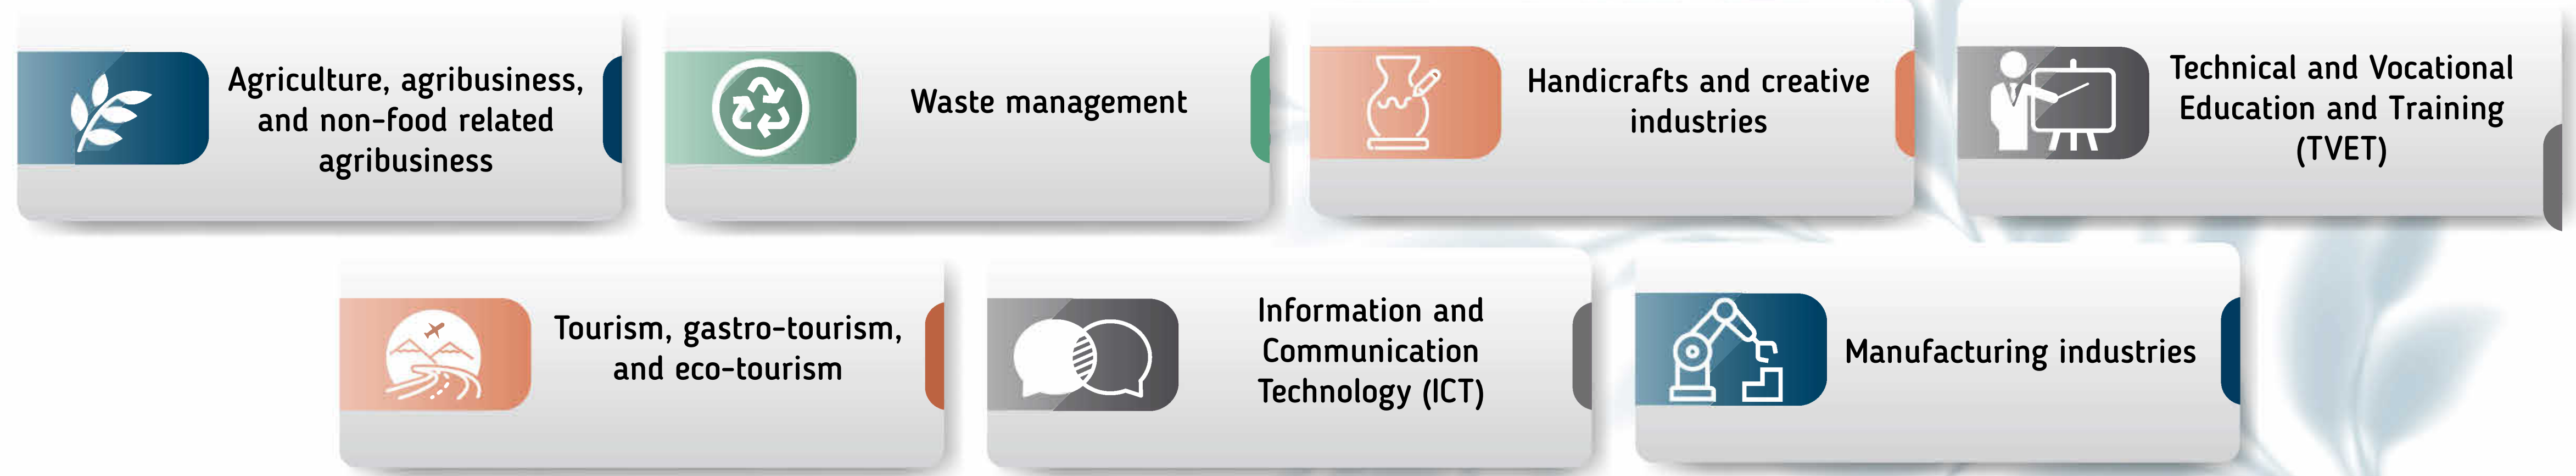 Agriculture, agribusiness,
and non-food related
agribusiness
Waste management
Handicrafts and creative
industries
Technical and Vocational
Education and Training
(TVET)
Tourism, gastro-tourism,
and eco-tourism
Information and
Communication
Technology (ICT)
Manufacturing industries